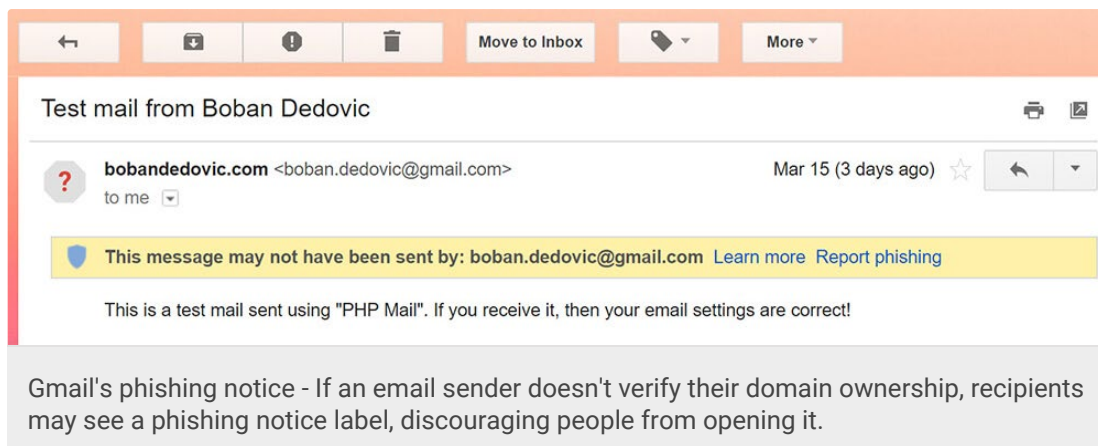 Move to Inbox
More
Test mail from Boban Dedovic
?
bobandedovic.com <boban.dedovic@gmail.com>
Mar 15 (3 days ago)
to me
This message may not have been sent by: boban.dedovic@gmail.com Learn more Report phishing
This is a test mail sent using "PHP Mail". If you receive it, then your email settings are correct!
Gmail's phishing notice - If an email sender doesn't verify their domain ownership, recipients
may see a phishing notice label, discouraging people from opening it.